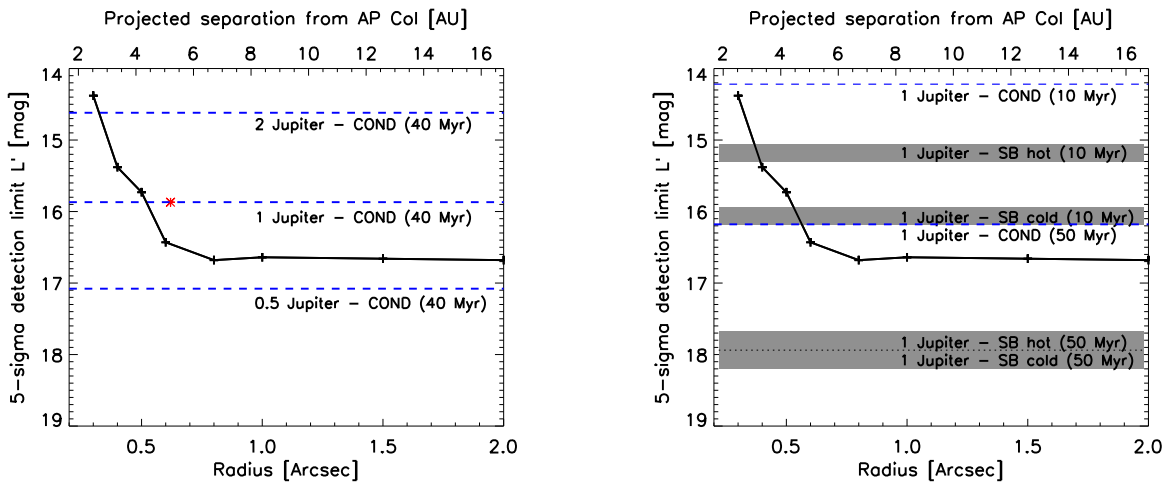 Projected separation from AP Col [AU]
2 4 6 8 10 12 14 16
14
15
16
17
18
19
5-sigma detection limit L' [mag]
2 Jupiter - COND (40 Myr)
1 Jupiter - COND (40 Myr)
0.5 Jupiter - COND (40 Myr)
0.5 1.0 1.5 2.0
Radius [Arcsec]
Projected separation from AP Col [AU]
2 4 6 8 10 12 14 16
14
15
16
17
18
19
5-sigma detection limit L' [mag]
1 Jupiter - COND (10 Myr)
1 Jupiter - SB hot (10 Myr)
1 Jupiter - SB cold (10 Myr)
1 Jupiter - COND (50 Myr)
1 Jupiter - SB hot (50 Myr)
1 Jupiter - SB cold (50 Myr)
0.5 1.0 1.5 2.0
Radius [Arcsec]